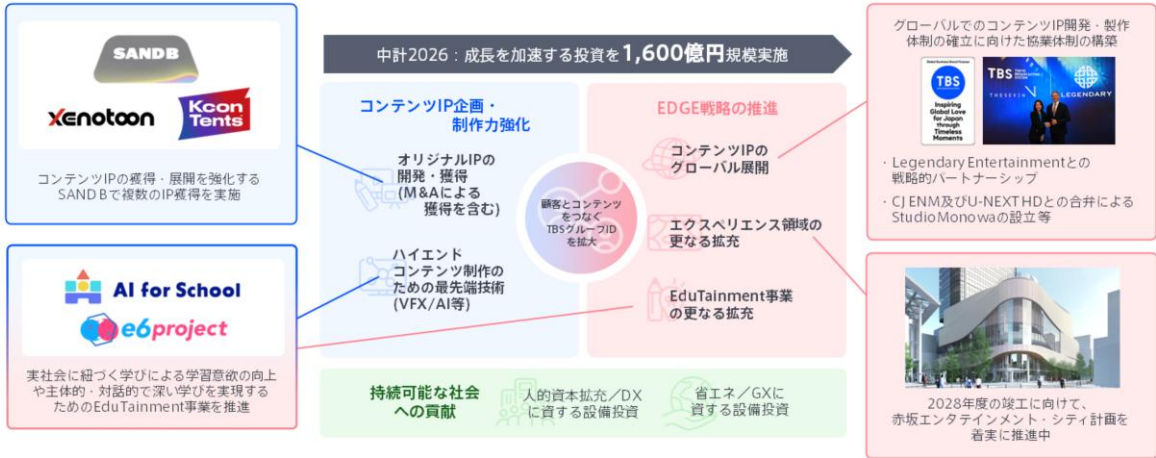 SAND B
xenotoon
Kcon
Tents
コンテンツIPの獲得・展開を強化する
SAND Bで複数のIP獲得を実施
AI for School
e6project
実社会に紐づく学びによる学習意欲の向上
や主体的・対話的で深い学びを実現する
ためのEduTainment事業を推進
中計2026：成長を加速する投資を1,600億円規模実施
コンテンツIP企画・
制作力強化
オリジナルIPの
開発・獲得
(M&Aによる
獲得を含む)
ハイエンド
コンテンツ制作の
ための最先端技術
(VFX/AI等)
顧客とコンテンツ
をつなぐ
TBSグループID
を拡大
EDGE戦略の推進
コンテンツIPの
グローバル展開
エクスペリエンス領域の
更なる拡充
EduTainment事業
の更なる拡充
持続可能な社会
への貢献
人的資本拡充／DX
に資する設備投資
省エネ／GXに
資する設備投資
グローバルでのコンテンツIP開発・製作
体制の確立に向けた協業体制の構築
TBS
Inspiring
Global Love
for Japan
through
Timeless
Moments
TBS
THE SEVEN
LEGENDARY
・Legendary Entertainmentとの
戦略的パートナーシップ
・CJ ENM及びU-NEXT HDとの合弁による
StudioMonowaの設立等
2028年度の竣工に向けて、
赤坂エンタテインメント・シティ計画を
着実に推進中